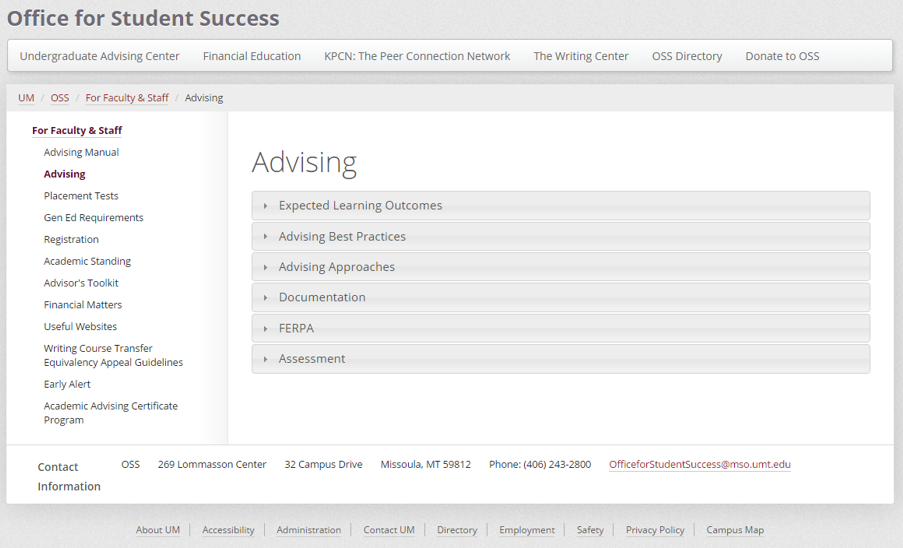 Office for Student Success
Undergraduate Advising Center Financial Education KPCN: The Peer Connection Network The Writing Center OSS Directory Donate to OSS
UM / OSS / For Faculty & Staff / Advising
For Faculty & Staff
Advising Manual
Advising
Placement Tests
Gen Ed Requirements
Registration
Academic Standing
Advisor's Toolkit
Financial Matters
Useful Websites
Writing Course Transfer
Equivalency Appeal Guidelines
Early Alert
Academic Advising Certificate
Program
Advising
Expected Learning Outcomes
Advising Best Practices
Advising Approaches
Documentation
FERPA
Assessment
Contact
Information
OSS 269 Lommasson Center 32 Campus Drive Missoula, MT 59812 Phone: (406) 243-2800 OfficeforStudentSuccess@mso.umt.edu
About UM Accessibility Administration Contact UM Directory Employment Safety Privacy Policy Campus Map